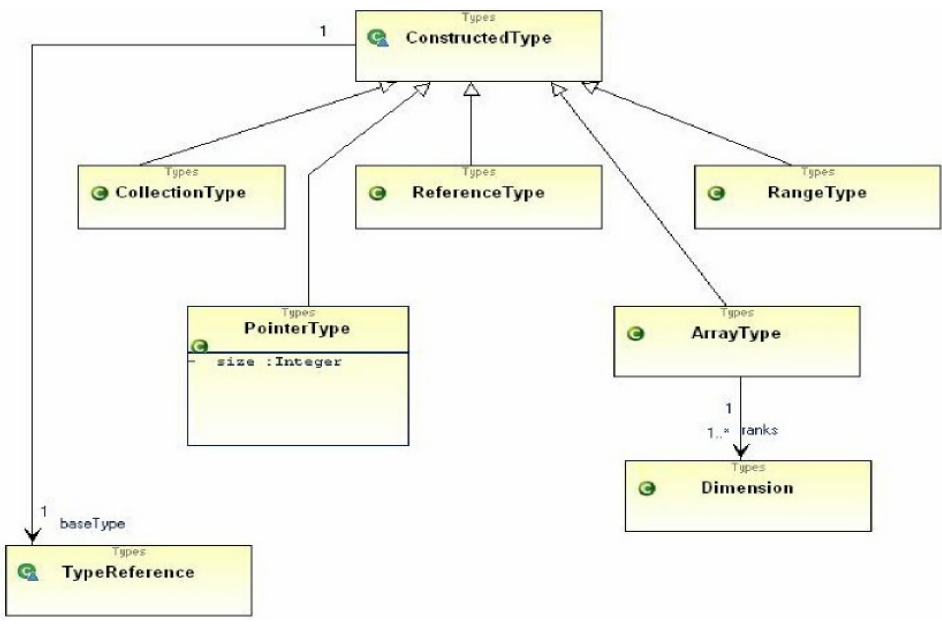 Types
ConstructedType
1
Types
CollectionType
Types
ReferenceType
Types
RangeType
Types
PointerType
- size :Integer
Types
ArrayType
1
1..* ranks
Types
Dimension
1
baseType
Types
TypeReference